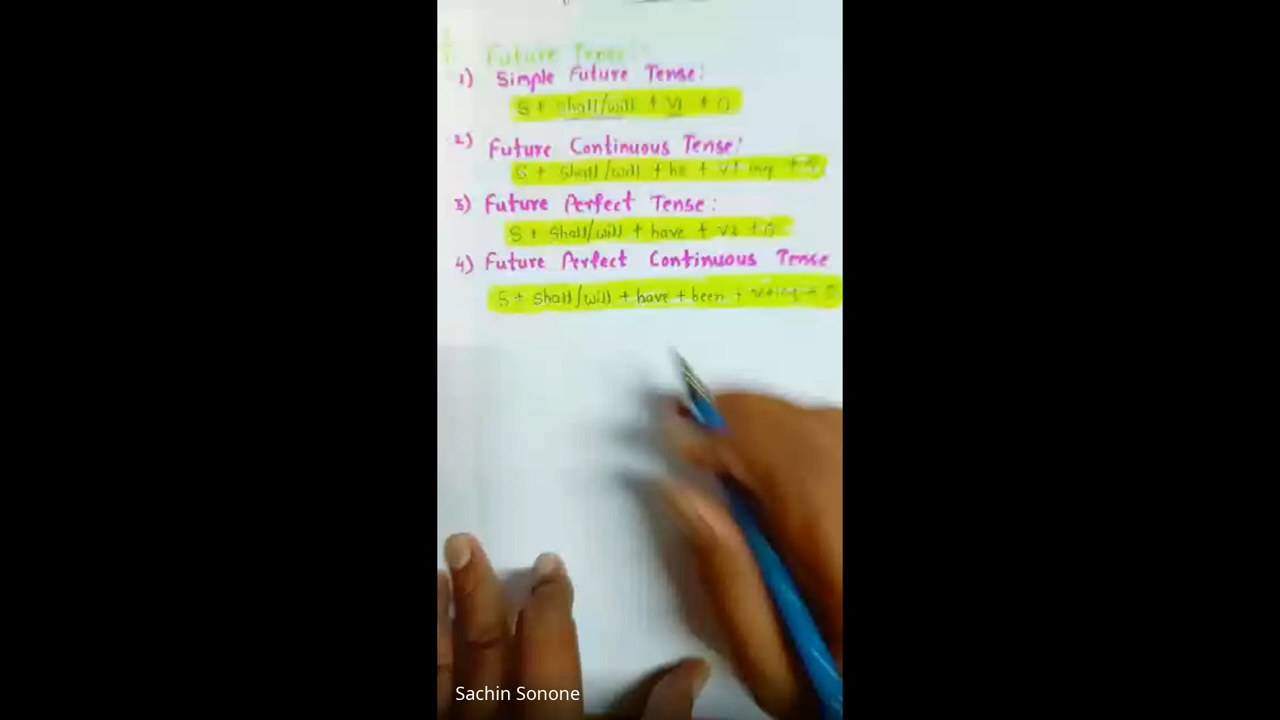 Future Tense:
1) Simple Future Tense:
S + shall/will + V1 + O
2) Future Continuous Tense:
S + shall/will + be + V1 ing +
3) Future Perfect Tense:
S + shall/will + have + + O
4) Future Perfect Continuous Tense
S + shall/will + have + been +
Sachin Sonone